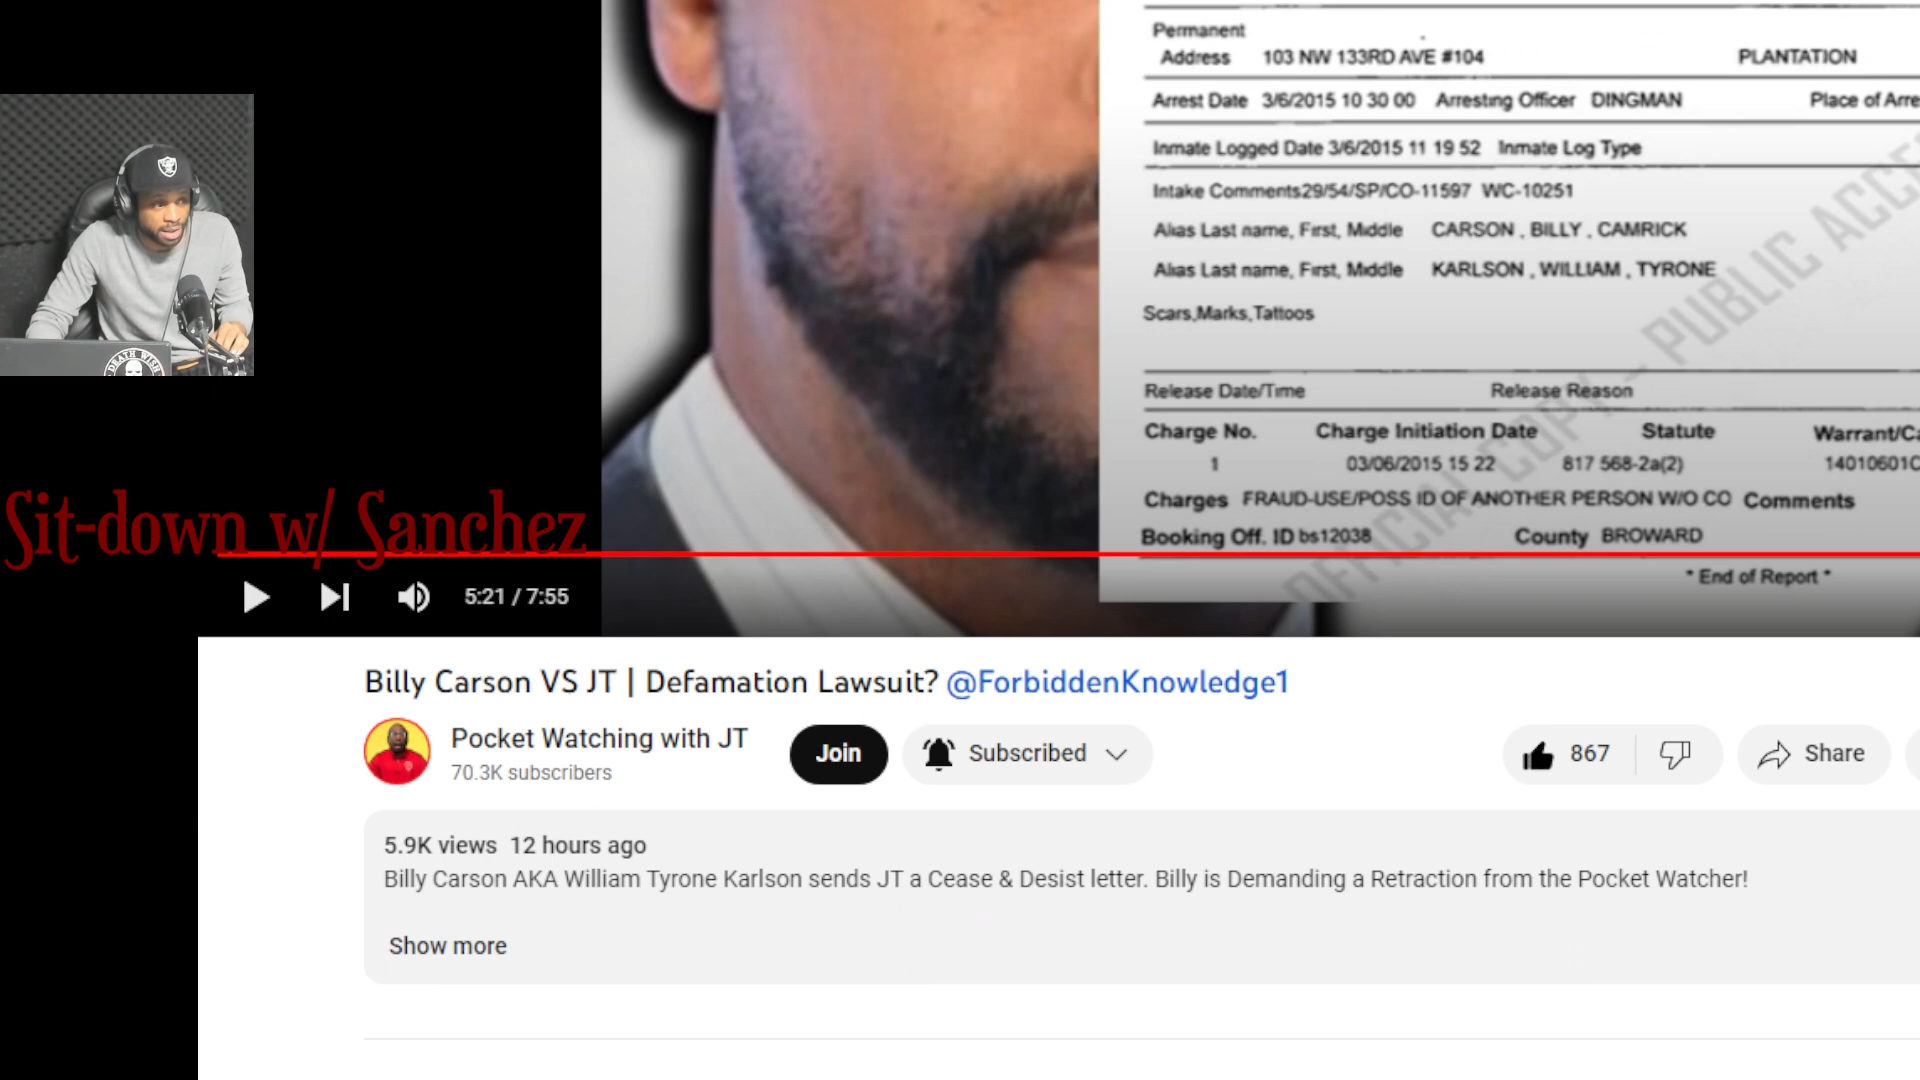 Permanent
Address 103 NW 133RD AVE #104 PLANTATION
Arrest Date 3/6/2015 10 30 00 Arresting Officer DINGMAN Place of Arre
Inmate Logged Date 3/6/2015 11 19 52 Inmate Log Type
Intake Comments29/54/SP/CO-11597 WC-10251
Alias Last name, First, Middle CARSON , BILLY , CAMRICK
Alias Last name, First, Middle KARLSON , WILLIAM , TYRONE
Scars,Marks,Tattoos
Release Date/Time Release Reason
Charge No. Charge Initiation Date Statute Warrant/Ca
1 03/06/2015 15 22 817 568-2a(2) 14010601C
Charges FRAUD-USE/POSS ID OF ANOTHER PERSON W/O CO Comments
Booking Off. ID bs12038 County BROWARD
* End of Report *
OFFICIAL COPY - PUBLIC ACCE
DEATH WISH
Sit-down w/ Sanchez
5:21 / 7:55
Billy Carson VS JT | Defamation Lawsuit? @ForbiddenKnowledge1
Pocket Watching with JT
70.3K subscribers
Join
Subscribed
867
Share
5.9K views 12 hours ago
Billy Carson AKA William Tyrone Karlson sends JT a Cease & Desist letter. Billy is Demanding a Retraction from the Pocket Watcher!
Show more